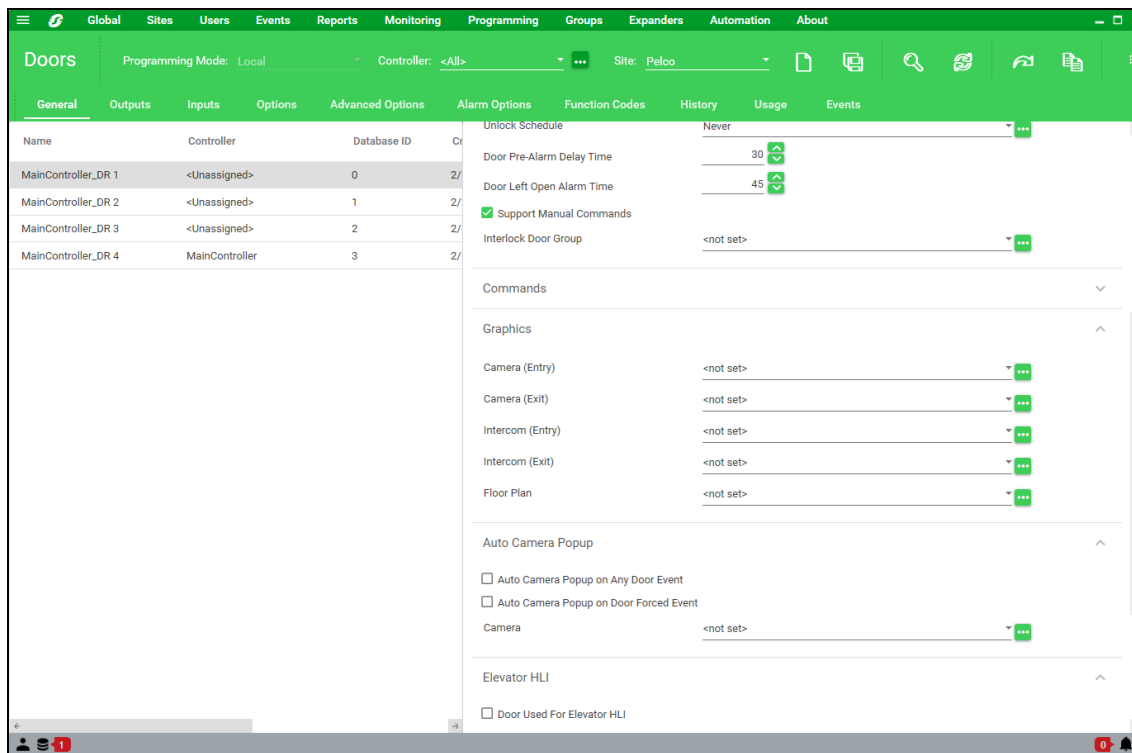 Global Sites Users Events Reports Monitoring Programming Groups Expanders Automation About
Doors Programming Mode: Local Controller: <All> Site: Pelco
General Outputs Inputs Options Advanced Options Alarm Options Function Codes History Usage Events
Name Controller Database ID Cr
MainController_DR 1 <Unassigned> 0 2/
MainController_DR 2 <Unassigned> 1 2/
MainController_DR 3 <Unassigned> 2 2/
MainController_DR 4 MainController 3 2/
Unlock Schedule Never
Door Pre-Alarm Delay Time 30
Door Left Open Alarm Time 45
Support Manual Commands
Interlock Door Group <not set>
Commands
Graphics
Camera (Entry) <not set>
Camera (Exit) <not set>
Intercom (Entry) <not set>
Intercom (Exit) <not set>
Floor Plan <not set>
Auto Camera Popup
Auto Camera Popup on Any Door Event
Auto Camera Popup on Door Forced Event
Camera <not set>
Elevator HLI
Door Used For Elevator HLI
1 0